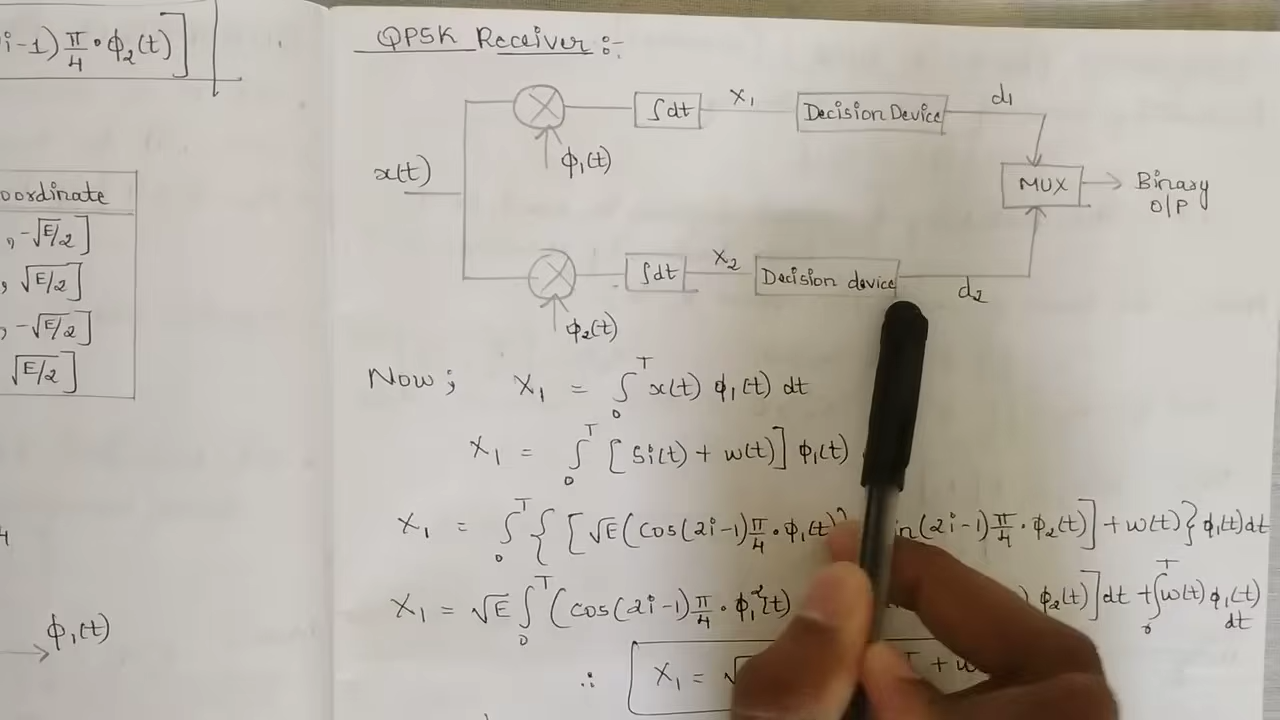 i-1) π/4 · ϕ₂(t)]
oordinate
, -√E/2]
, √E/2]
, -√E/2]
√E/2]
4
ϕ₁(t)
QPSK Receiver :-
x(t)
ϕ₁(t)
∫dt
X₁
Decision Device
d₁
MUX
Binary
O/P
ϕ₂(t)
∫dt
X₂
Decision device
d₂
Now ; X₁ = ∫₀ᵀ x(t) ϕ₁(t) dt
X₁ = ∫₀ᵀ [Si(t) + w(t)] ϕ₁(t)
X₁ = ∫₀ᵀ { [√E (Cos(2i-1) π/4 · ϕ₁(t) in(2i-1) π/4 · ϕ₂(t)] + w(t) } ϕ₁(t) dt
X₁ = √E ∫₀ᵀ (cos(2i-1) π/4 · ϕ₁²(t) ) ϕ₂(t)] dt + ∫₀ᵀ w(t) ϕ₁(t) dt
∴ X₁ = √ +